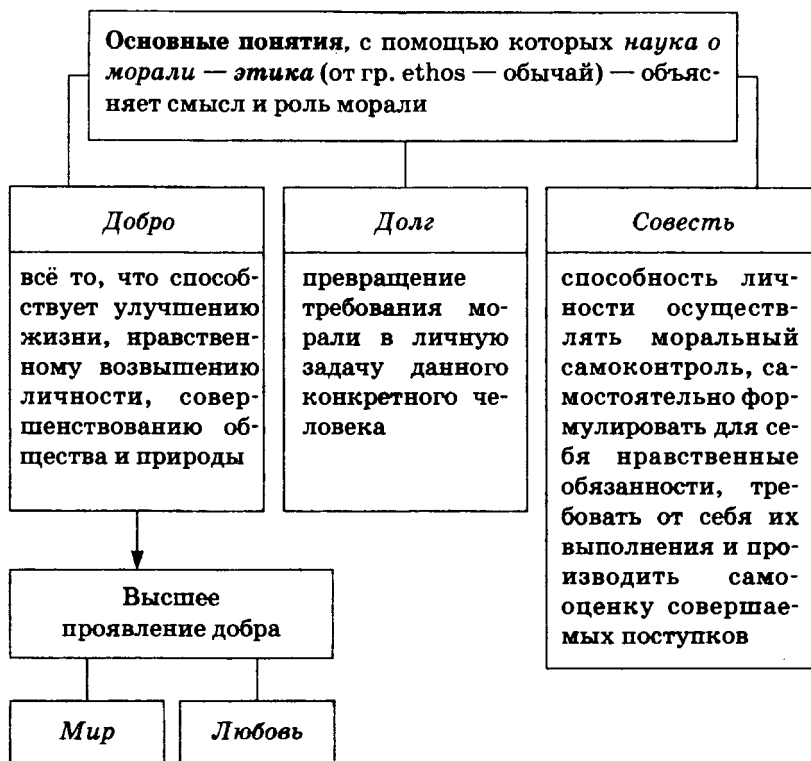 Основные понятия, с помощью которых наука о
морали — этика (от гр. ethos — обычай) — объяс-
няет смысл и роль морали
Добро
всё то, что способ-
ствует улучшению
жизни, нравствен-
ному возвышению
личности, совер-
шенствованию об-
щества и природы
Долг
превращение
требования мо-
рали в личную
задачу данного
конкретного че-
ловека
Совесть
способность лич-
ности осуществ-
лять моральный
самоконтроль, са-
мостоятельно фор-
мулировать для се-
бя нравственные
обязанности, тре-
бовать от себя их
выполнения и про-
изводить само-
оценку совершае-
мых поступков
Высшее
проявление добра
Мир
Любовь